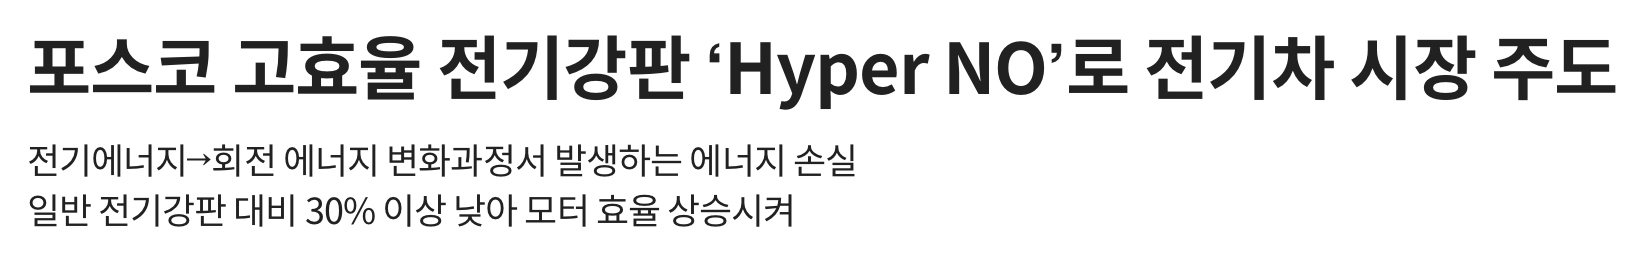 포스코 고효율 전기강판 ‘Hyper NO’로 전기차 시장 주도
전기에너지→회전 에너지 변화과정서 발생하는 에너지 손실
일반 전기강판 대비 30% 이상 낮아 모터 효율 상승시켜